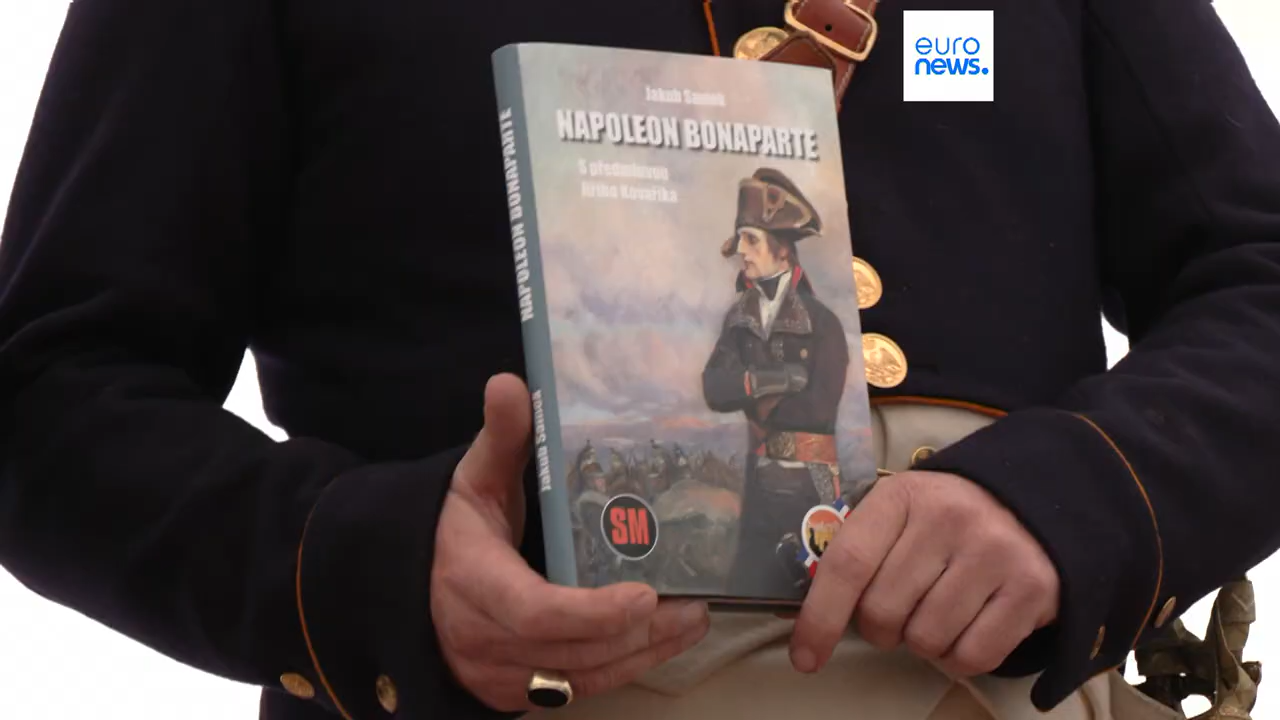 euro
news.
Jakub Samek
NAPOLEON BONAPARTE
S předmluvou
Jiřího Kovaříka
NAPOLEON BONAPARTE
Jakub Samek
SM